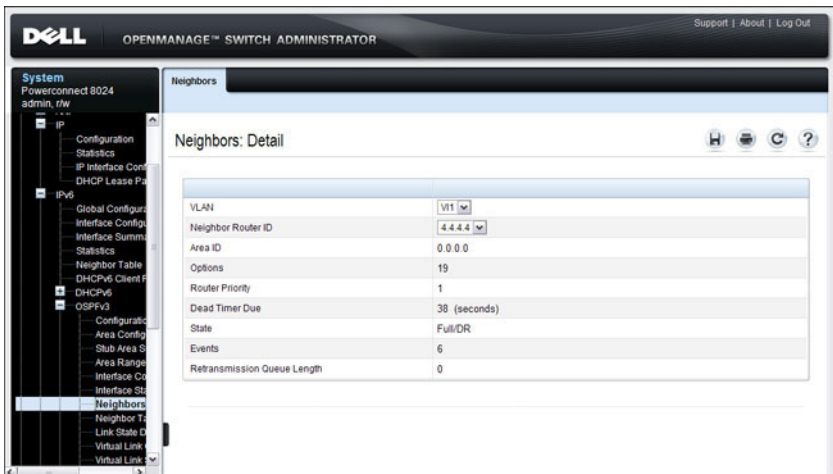 Support | About | Log Out
DELL OPENMANAGE™ SWITCH ADMINISTRATOR
System
Powerconnect 8024
admin, r/w
IP
Configuration
Statistics
IP Interface Conf
DHCP Lease Pa
IPv6
Global Configura
Interface Configu
Interface Summa
Statistics
Neighbor Table
DHCPv6 Client P
DHCPv6
OSPFv3
Configuratio
Area Config
Stub Area S
Area Range
Interface Co
Interface Sta
Neighbors
Neighbor Ta
Link State D
Virtual Link
Virtual Link
Neighbors
Neighbors: Detail
VLAN Vl1
Neighbor Router ID 4.4.4.4
Area ID 0.0.0.0
Options 19
Router Priority 1
Dead Timer Due 38 (seconds)
State Full/DR
Events 6
Retransmission Queue Length 0